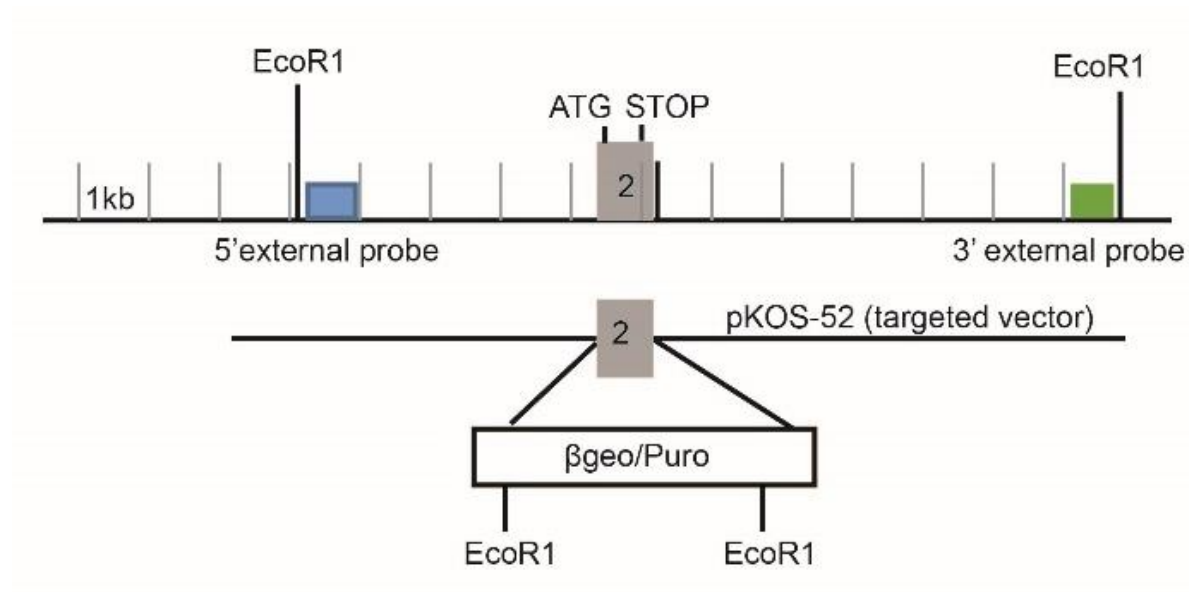 EcoR1
EcoR1
ATG STOP
1kb
2
5'external probe
3' external probe
2
pKOS-52 (targeted vector)
βgeo/Puro
EcoR1
EcoR1